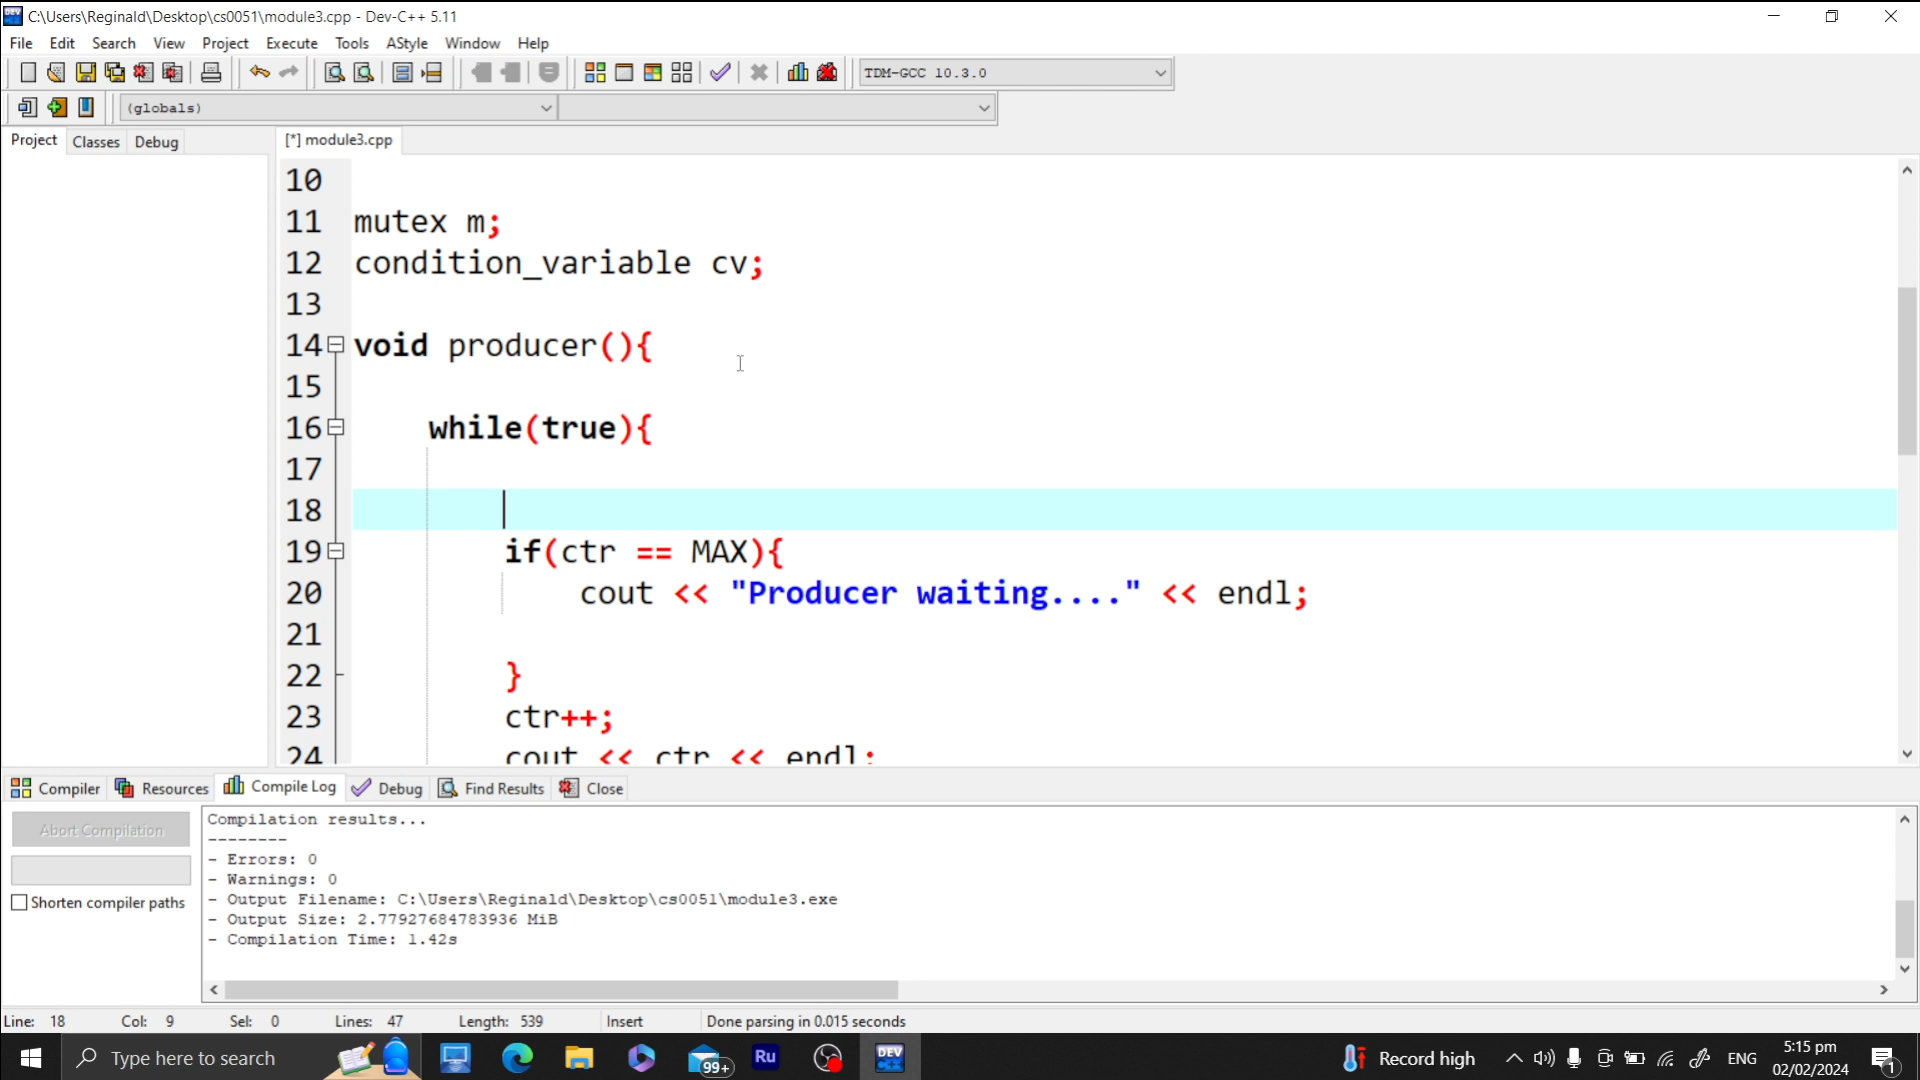 C:\Users\Reginald\Desktop\cs0051\module3.cpp - Dev-C++ 5.11
File Edit Search View Project Execute Tools AStyle Window Help
TDM-GCC 10.3.0
(globals)
Project Classes Debug
[*] module3.cpp
10
11 mutex m;
12 condition_variable cv;
13
14 void producer(){
15
16 while(true){
17
18
19 if(ctr == MAX){
20 cout << "Producer waiting...." << endl;
21
22 }
23 ctr++;
24 cout << ctr << endl;
Compiler Resources Compile Log Debug Find Results Close
Abort Compilation
Shorten compiler paths
Compilation results...
--------
- Errors: 0
- Warnings: 0
- Output Filename: C:\Users\Reginald\Desktop\cs0051\module3.exe
- Output Size: 2.77927684783936 MiB
- Compilation Time: 1.42s
Line: 18 Col: 9 Sel: 0 Lines: 47 Length: 539 Insert Done parsing in 0.015 seconds
Type here to search
99+
Ru
DEV C++
Record high
ENG
5:15 pm
02/02/2024
1